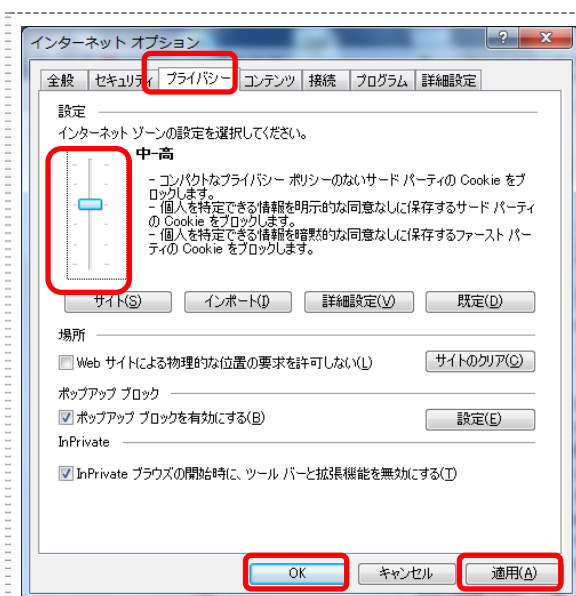 インターネット オプション
全般 セキュリティ プライバシー コンテンツ 接続 プログラム 詳細設定
設定
インターネット ゾーンの設定を選択してください。
中-高
- コンパクトなプライバシー ポリシーのないサード パーティの Cookie をブ
ロックします。
- 個人を特定できる情報を明示的な同意なしに保存するサード パーティ
の Cookie をブロックします。
- 個人を特定できる情報を暗黙的な同意なしに保存するファースト パー
ティの Cookie をブロックします。
サイト(S) インポート(I) 詳細設定(V) 既定(D)
場所
Web サイトによる物理的な位置の要求を許可しない(L) サイトのクリア(C)
ポップアップ ブロック
ポップアップ ブロックを有効にする(B) 設定(E)
InPrivate
InPrivate ブラウズの開始時に、ツール バーと拡張機能を無効にする(T)
OK キャンセル 適用(A)